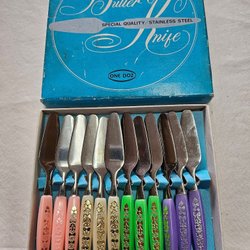 Butter
SPECIAL QUALITY STAINLESS STEEL
Knife
ONE DOZ